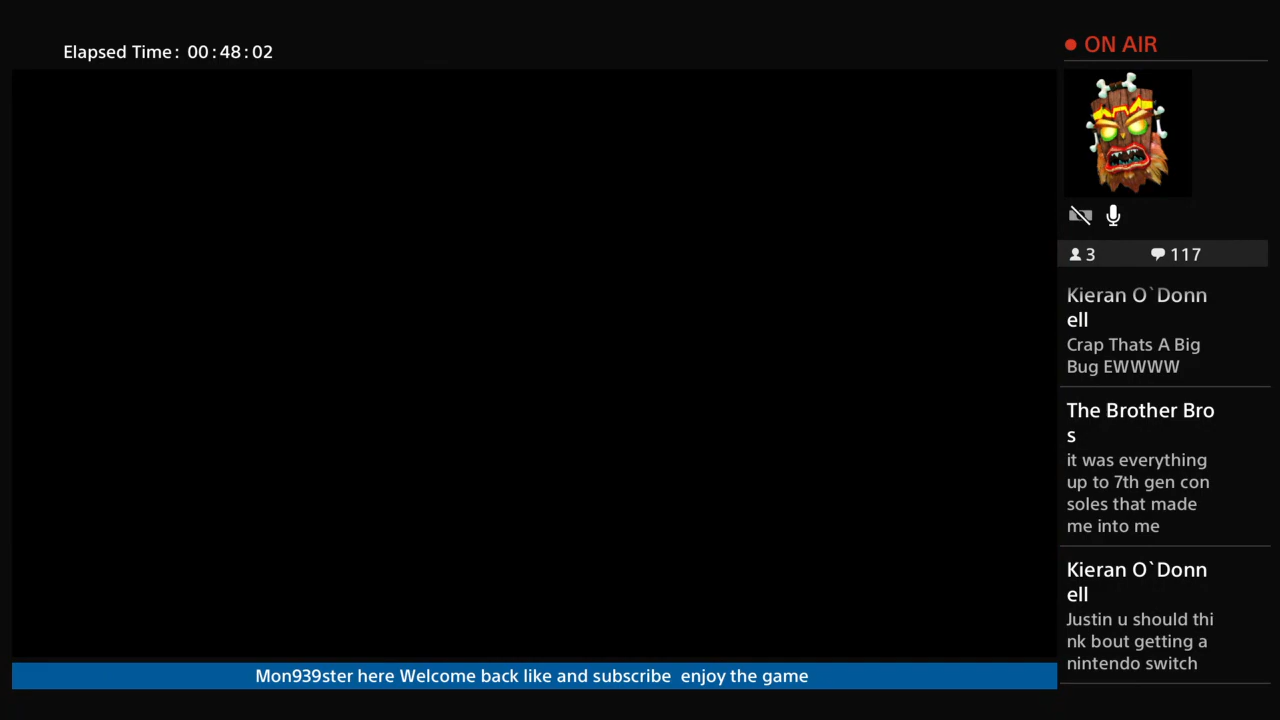 Elapsed Time: 00:48:02
ON AIR
3 117
Kieran O`Donn
ell
Crap Thats A Big
Bug EWWWW
The Brother Bro
s
it was everything
up to 7th gen con
soles that made
me into me
Kieran O`Donn
ell
Justin u should thi
nk bout getting a
nintendo switch
Mon939ster here Welcome back like and subscribe  enjoy the game